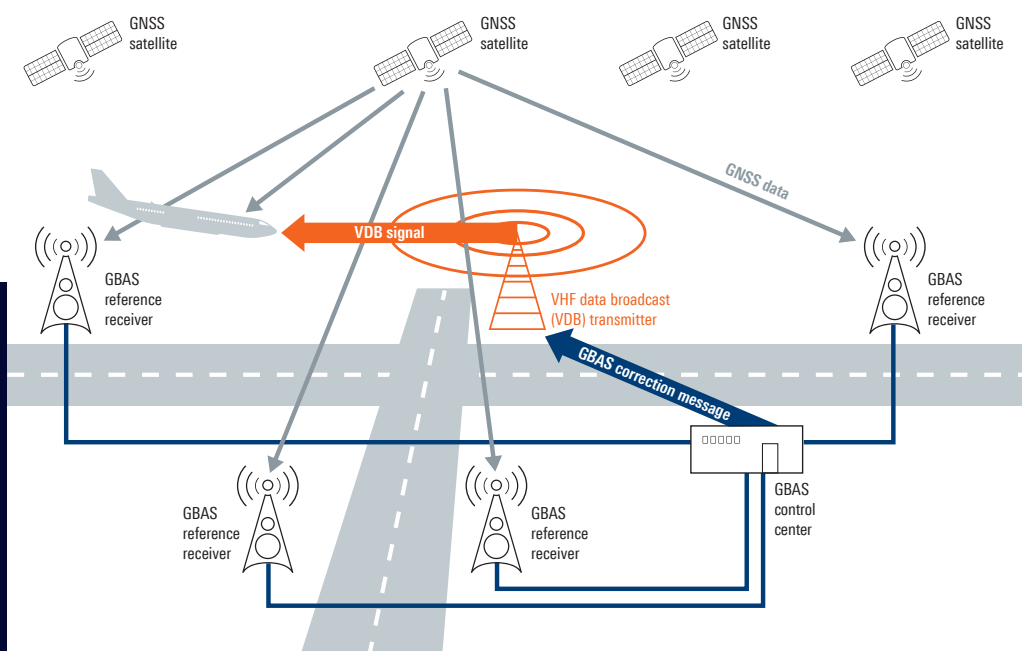 GNSS
satellite
GNSS
satellite
GNSS
satellite
GNSS
satellite
GNSS data
VDB signal
GBAS
reference
receiver
VHF data broadcast
(VDB) transmitter
GBAS
reference
receiver
GBAS correction message
GBAS
reference
receiver
GBAS
reference
receiver
GBAS
control
center